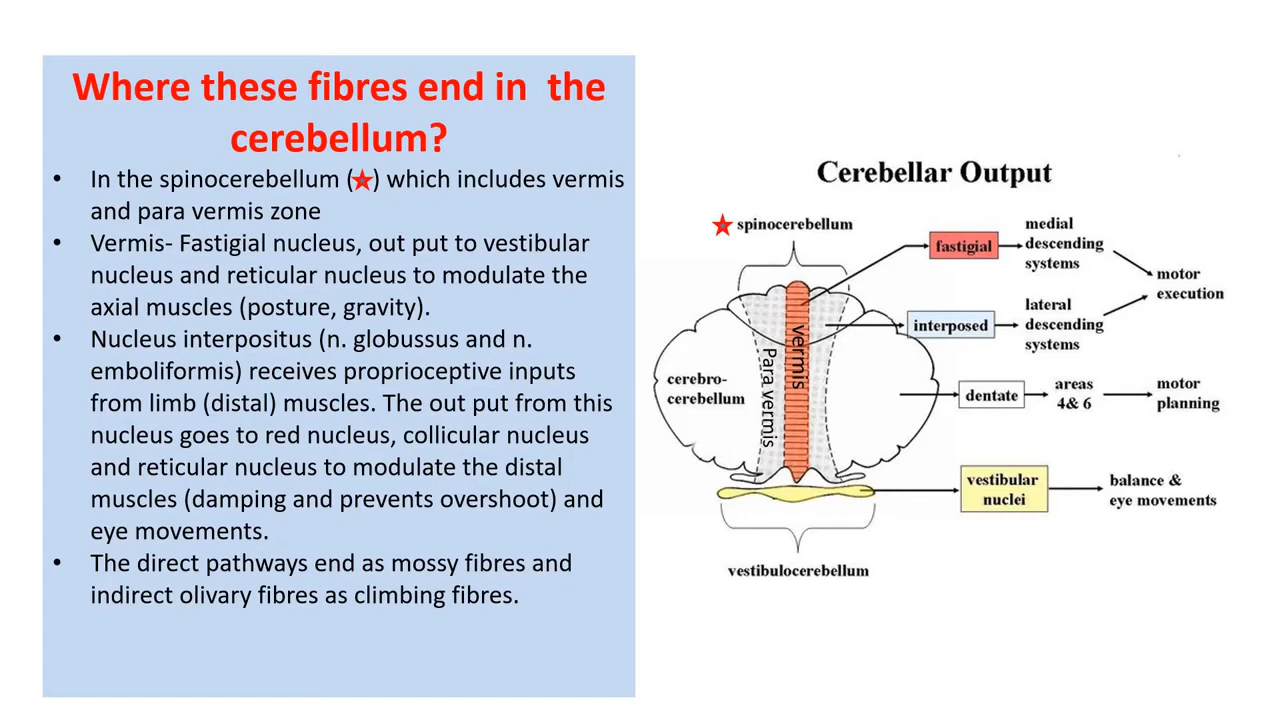 Where these fibres end in the
cerebellum?
• In the spinocerebellum (★) which includes vermis
and para vermis zone
• Vermis- Fastigial nucleus, out put to vestibular
nucleus and reticular nucleus to modulate the
axial muscles (posture, gravity).
• Nucleus interpositus (n. globussus and n.
emboliformis) receives proprioceptive inputs
from limb (distal) muscles. The out put from this
nucleus goes to red nucleus, collicular nucleus
and reticular nucleus to modulate the distal
muscles (damping and prevents overshoot) and
eye movements.
• The direct pathways end as mossy fibres and
indirect olivary fibres as climbing fibres.
Cerebellar Output
★ spinocerebellum
fastigial
medial
descending
systems
motor
execution
interposed
lateral
descending
systems
vermis
Para vermis
cerebro-
cerebellum
dentate
areas
4& 6
motor
planning
vestibular
nuclei
balance &
eye movements
vestibulocerebellum